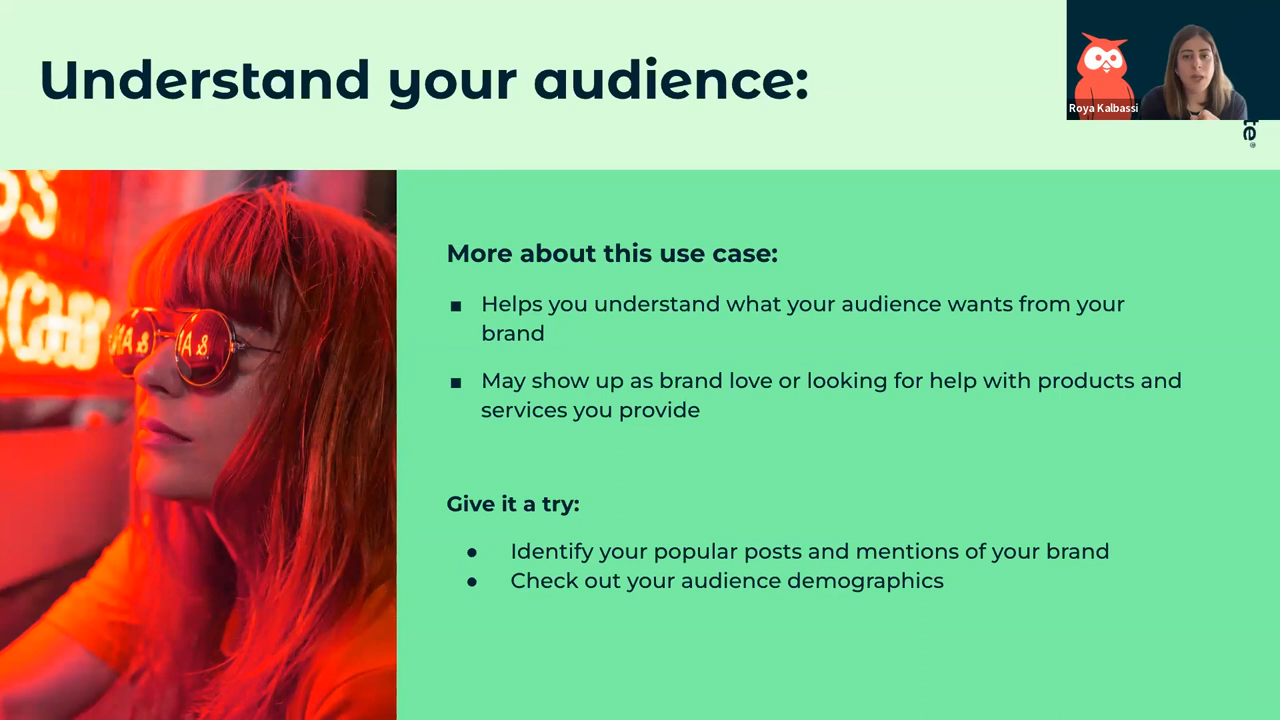 Understand your audience:
Roya Kalbassi
te®
More about this use case:
▪ Helps you understand what your audience wants from your
brand
▪ May show up as brand love or looking for help with products and
services you provide
Give it a try:
● Identify your popular posts and mentions of your brand
● Check out your audience demographics